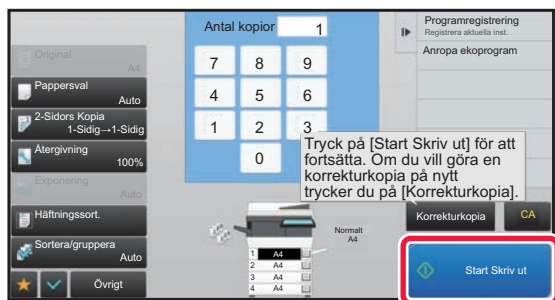 Antal kopior
1
Programregistrering
Registrera aktuella inst.
Anropa ekoprogram
Original
A4
Pappersval
Auto
2-Sidors Kopia
1-Sidig→1-Sidig
Återgivning
100%
Exponering
Auto
Häftningssort.
Sortera/gruppera
Auto
Övrigt
7 8 9
4 5 6
1 2 3
0
Tryck på [Start Skriv ut] för att
fortsätta. Om du vill göra en
korrekturkopia på nytt
trycker du på [Korrekturkopia].
Normalt
A4
1 A4
2 A4
3 A4
4 A4
Korrekturkopia
CA
Start Skriv ut